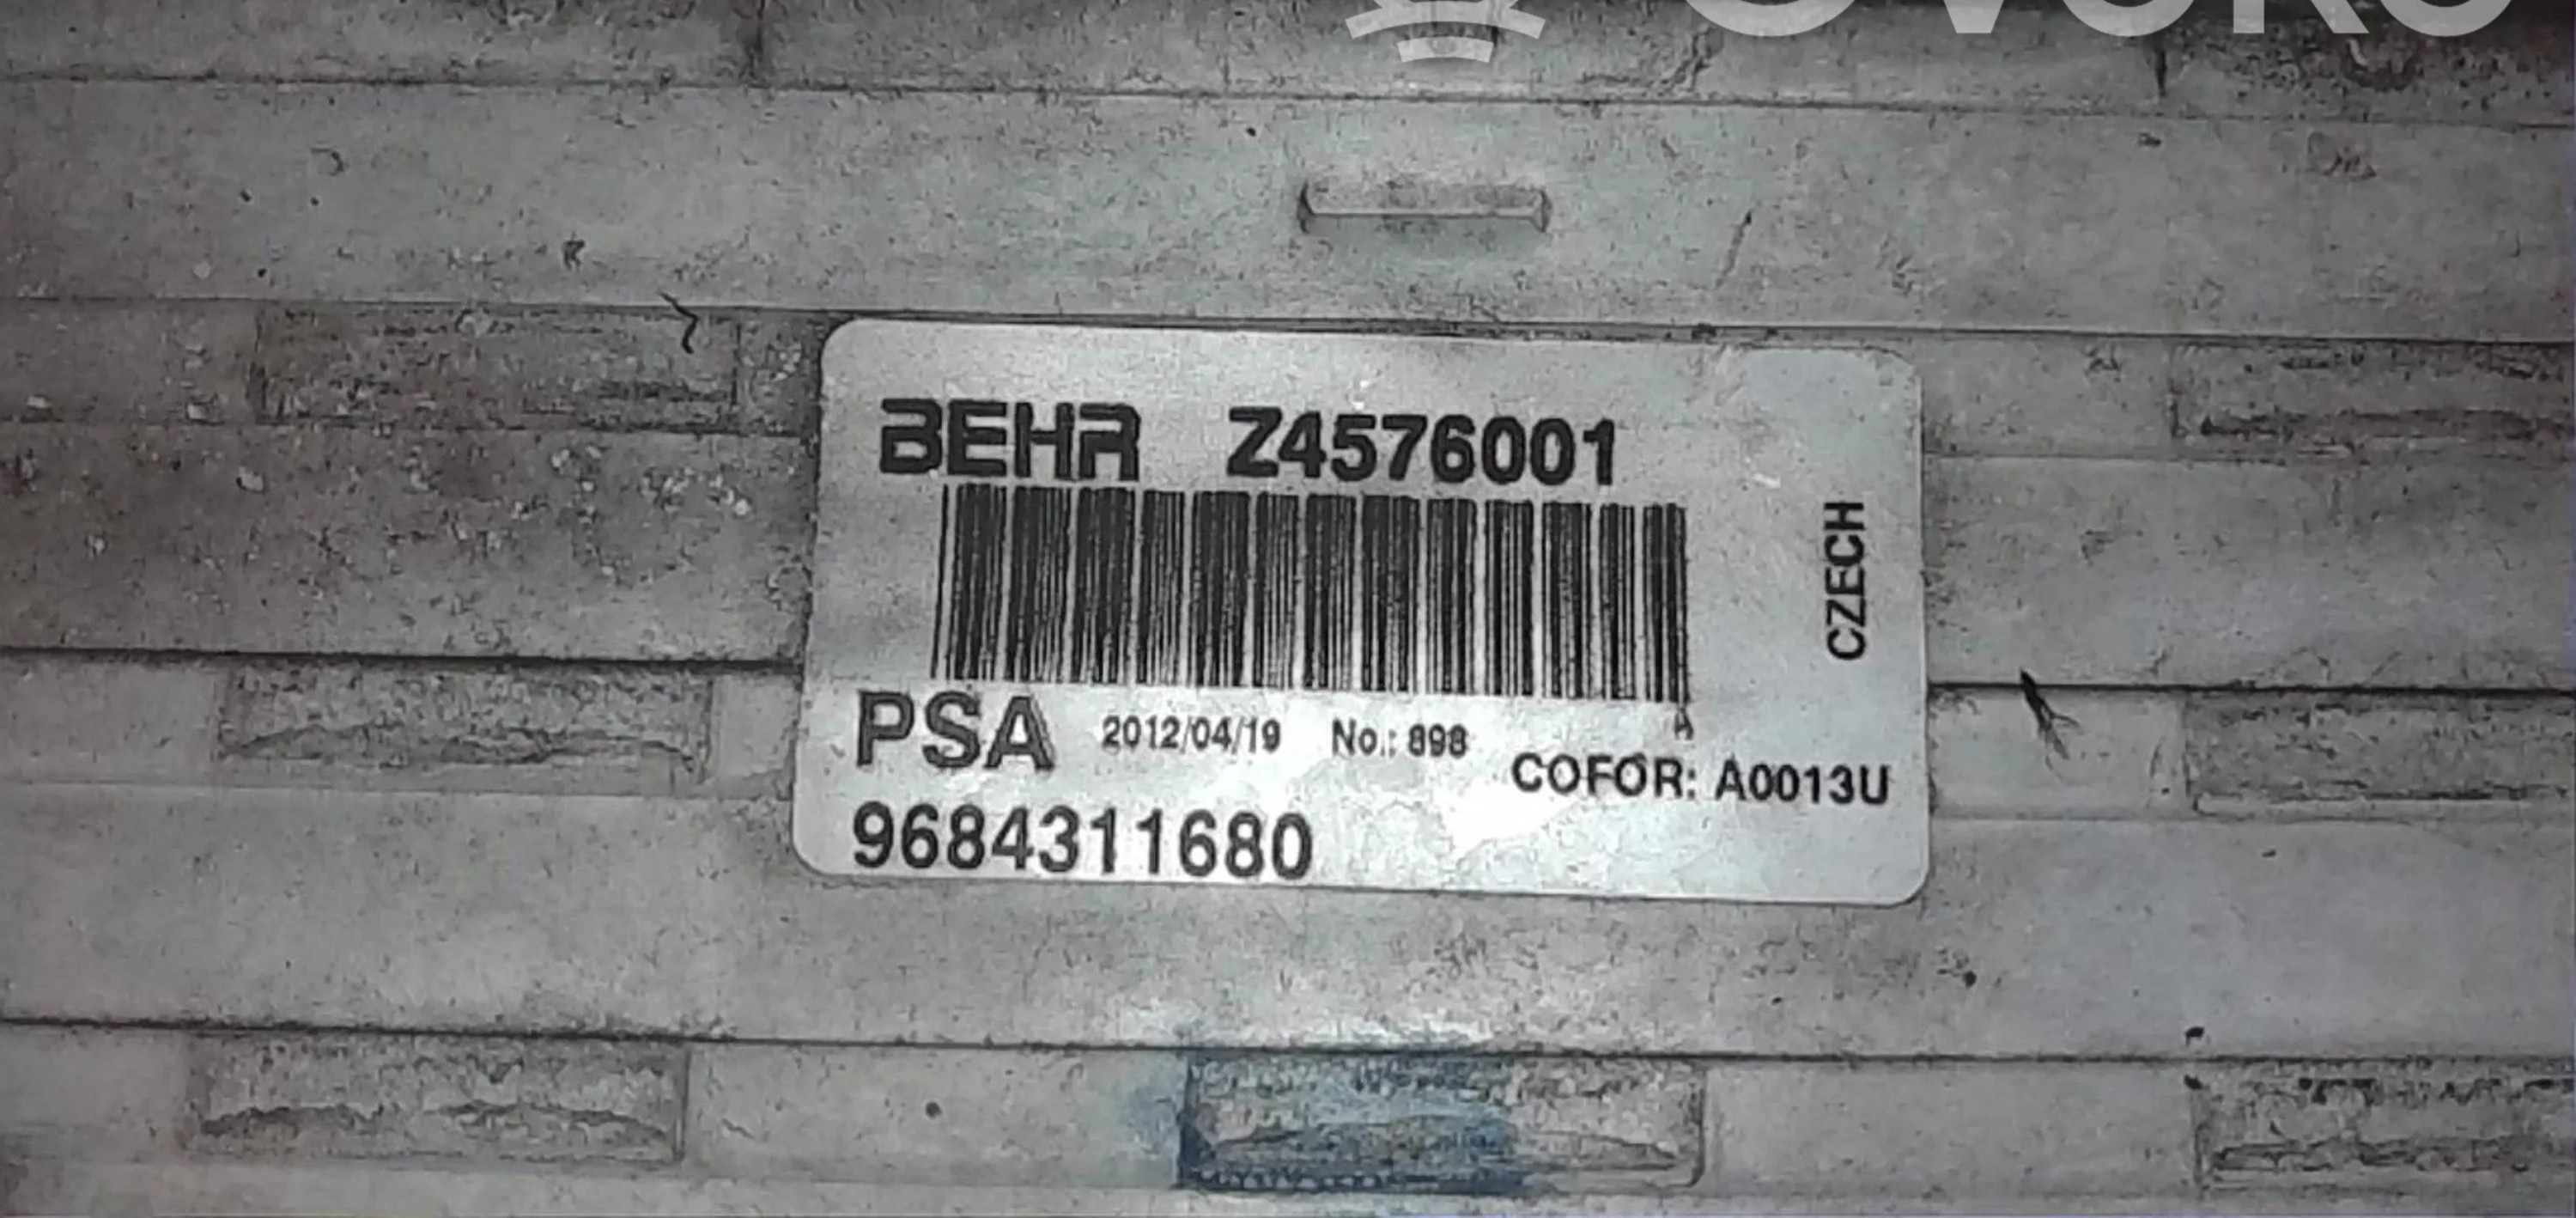 BEHR Z4576001
CZECH
A
PSA 2012/04/19 No.: 898
COFOR: A0013U
9684311680